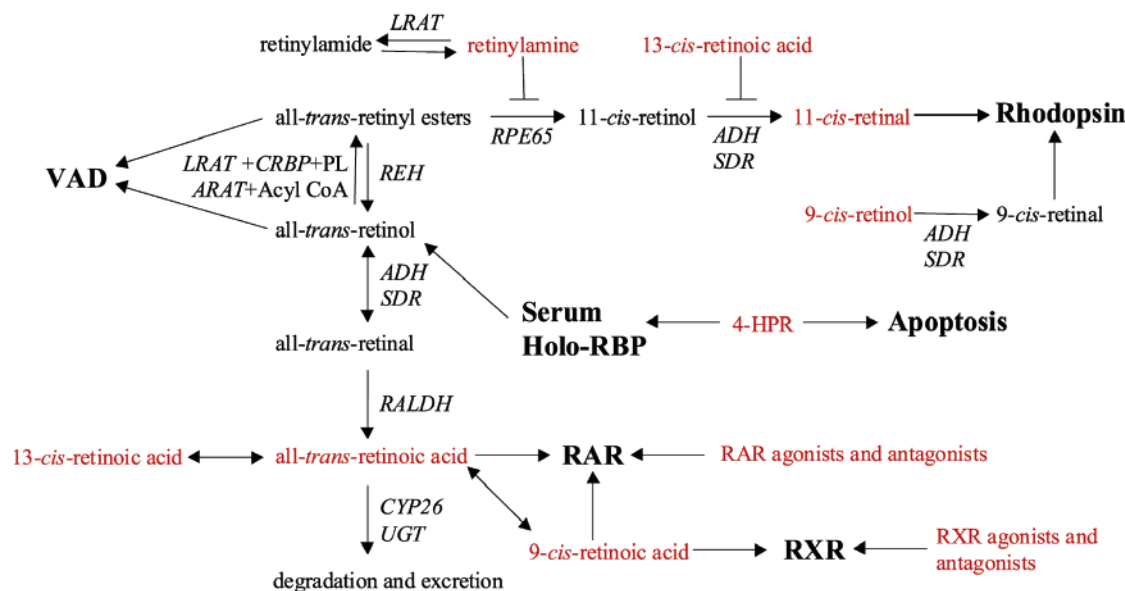 LRAT
retinylamide
retinylamine
13-cis-retinoic acid
all-trans-retinyl esters
RPE65
11-cis-retinol
ADH
SDR
11-cis-retinal
Rhodopsin
VAD
LRAT +CRBP+PL
ARAT+Acyl CoA
REH
9-cis-retinol
ADH
SDR
9-cis-retinal
all-trans-retinol
ADH
SDR
Serum
Holo-RBP
4-HPR
Apoptosis
all-trans-retinal
RALDH
13-cis-retinoic acid
all-trans-retinoic acid
RAR
RAR agonists and antagonists
CYP26
UGT
9-cis-retinoic acid
RXR
RXR agonists and
antagonists
degradation and excretion